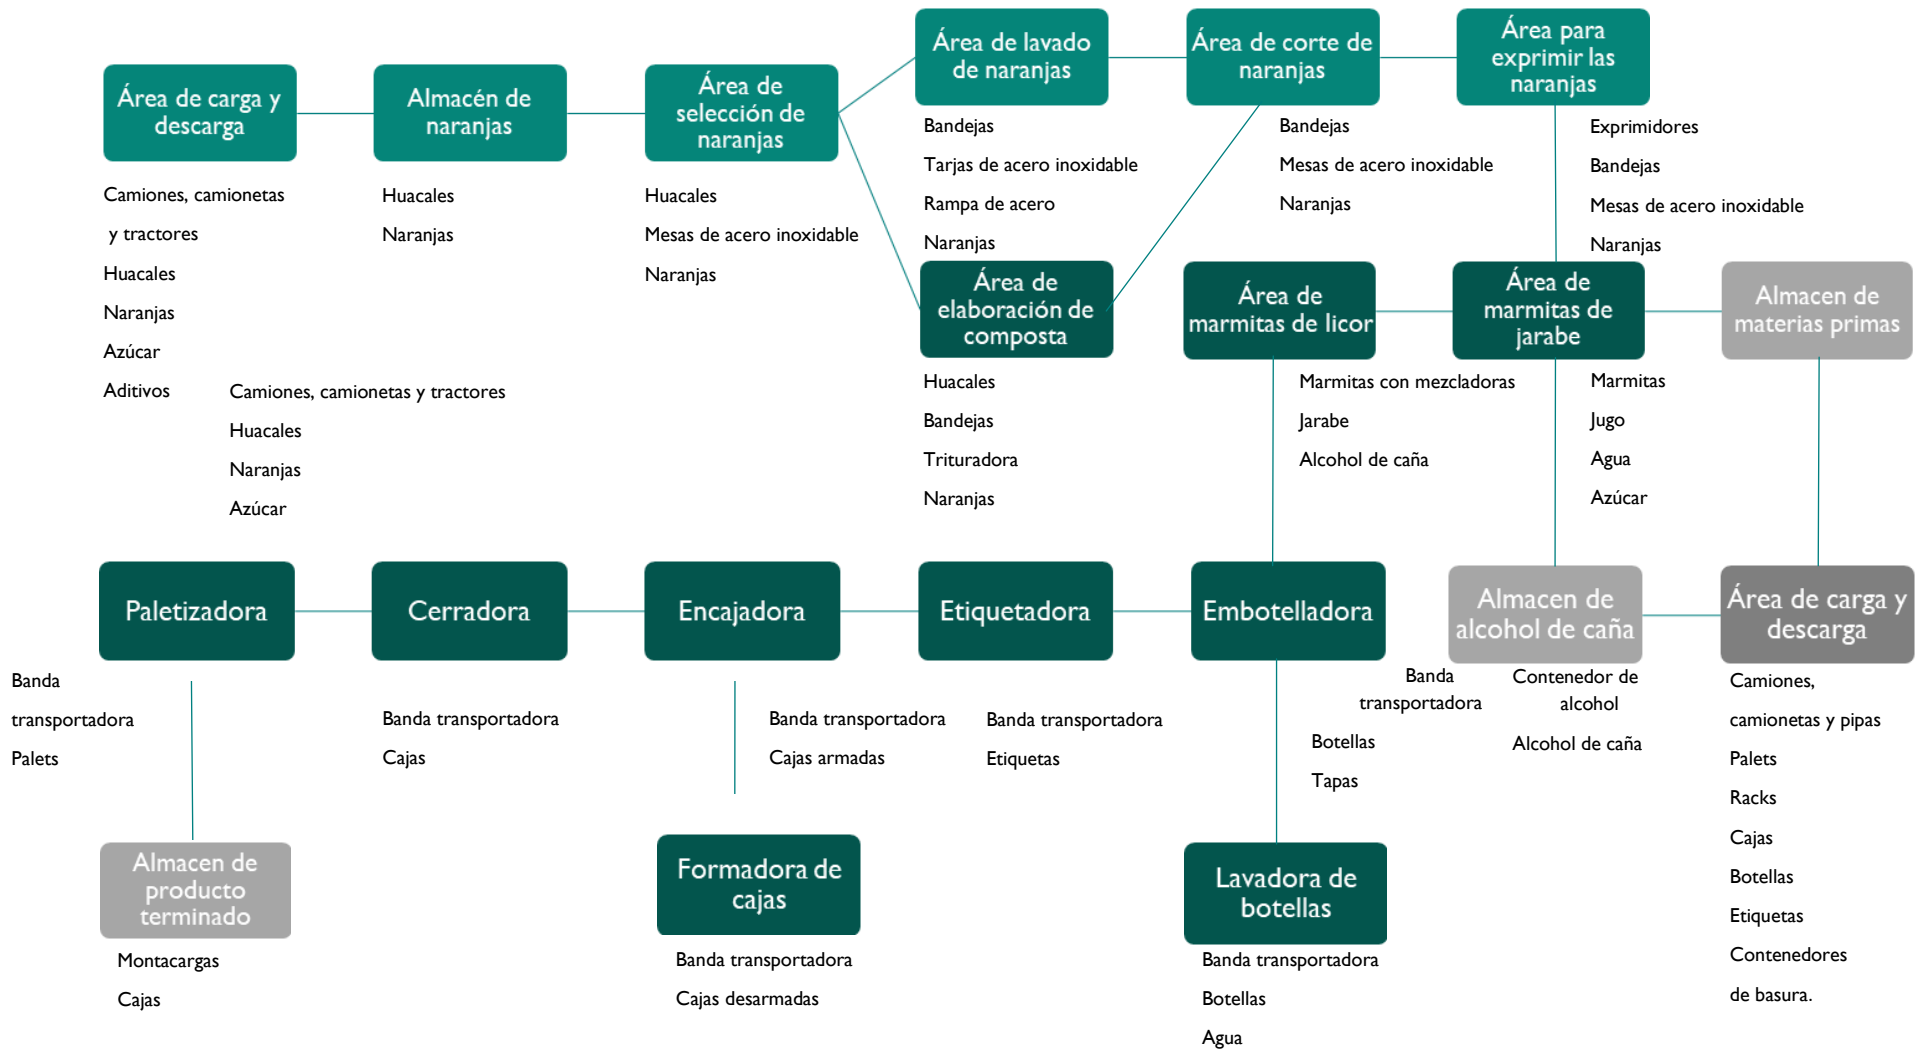 Área de carga y
descarga
Camiones, camionetas
y tractores
Huacales
Naranjas
Azúcar
Aditivos
Camiones, camionetas y tractores
Huacales
Naranjas
Azúcar
Almacén de
naranjas
Huacales
Naranjas
Área de
selección de
naranjas
Huacales
Mesas de acero inoxidable
Naranjas
Área de lavado
de naranjas
Bandejas
Tarjas de acero inoxidable
Rampa de acero
Naranjas
Área de corte de
naranjas
Bandejas
Mesas de acero inoxidable
Naranjas
Área para
exprimir las
naranjas
Exprimidores
Bandejas
Mesas de acero inoxidable
Naranjas
Área de
elaboración de
composta
Huacales
Bandejas
Trituradora
Naranjas
Área de
marmitas de licor
Marmitas con mezcladoras
Jarabe
Alcohol de caña
Área de
marmitas de
jarabe
Marmitas
Jugo
Agua
Azúcar
Almacen de
materias primas
Paletizadora
Banda
transportadora
Palets
Cerradora
Banda transportadora
Cajas
Encajadora
Banda transportadora
Cajas armadas
Etiquetadora
Banda transportadora
Etiquetas
Embotelladora
Banda
transportadora
Botellas
Tapas
Almacen de
alcohol de caña
Contenedor de
alcohol
Alcohol de caña
Área de carga y
descarga
Camiones,
camionetas y pipas
Palets
Racks
Cajas
Botellas
Etiquetas
Contenedores
de basura.
Almacen de
producto
terminado
Montacargas
Cajas
Formadora de
cajas
Banda transportadora
Cajas desarmadas
Lavadora de
botellas
Banda transportadora
Botellas
Agua